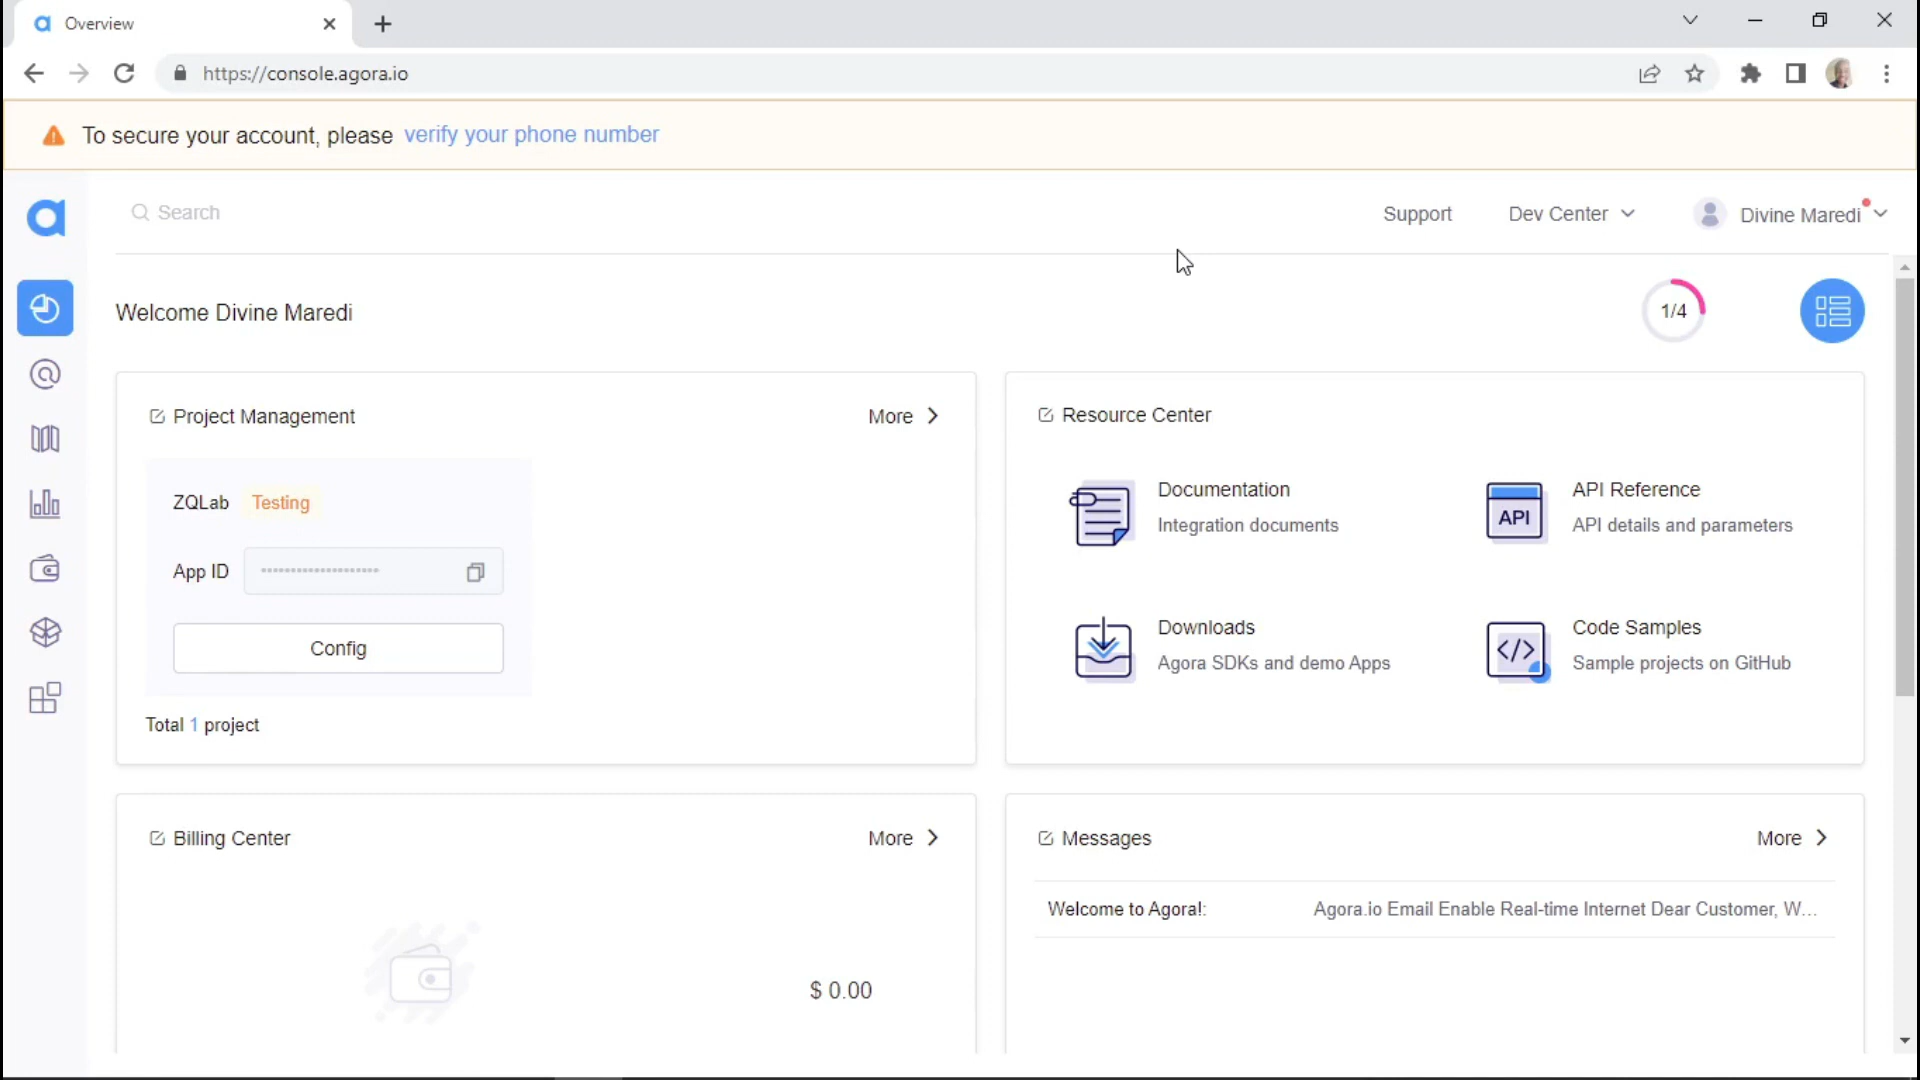 Overview
https://console.agora.io
To secure your account, please verify your phone number
Search
Support
Dev Center
Divine Maredi
Welcome Divine Maredi
1/4
Project Management
More
ZQLab
Testing
App ID
********************
Config
Total 1 project
Resource Center
Documentation
Integration documents
API
API Reference
API details and parameters
Downloads
Agora SDKs and demo Apps
</>
Code Samples
Sample projects on GitHub
Billing Center
More
$ 0.00
Messages
More
Welcome to Agora!:
Agora.io Email Enable Real-time Internet Dear Customer, W...